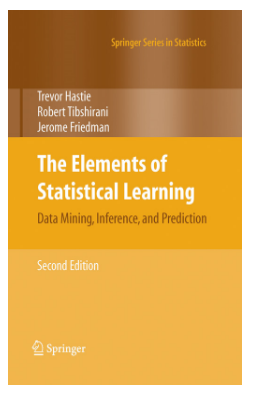 Springer Series in Statistics
Trevor Hastie
Robert Tibshirani
Jerome Friedman
The Elements of
Statistical Learning
Data Mining, Inference, and Prediction
Second Edition
Springer